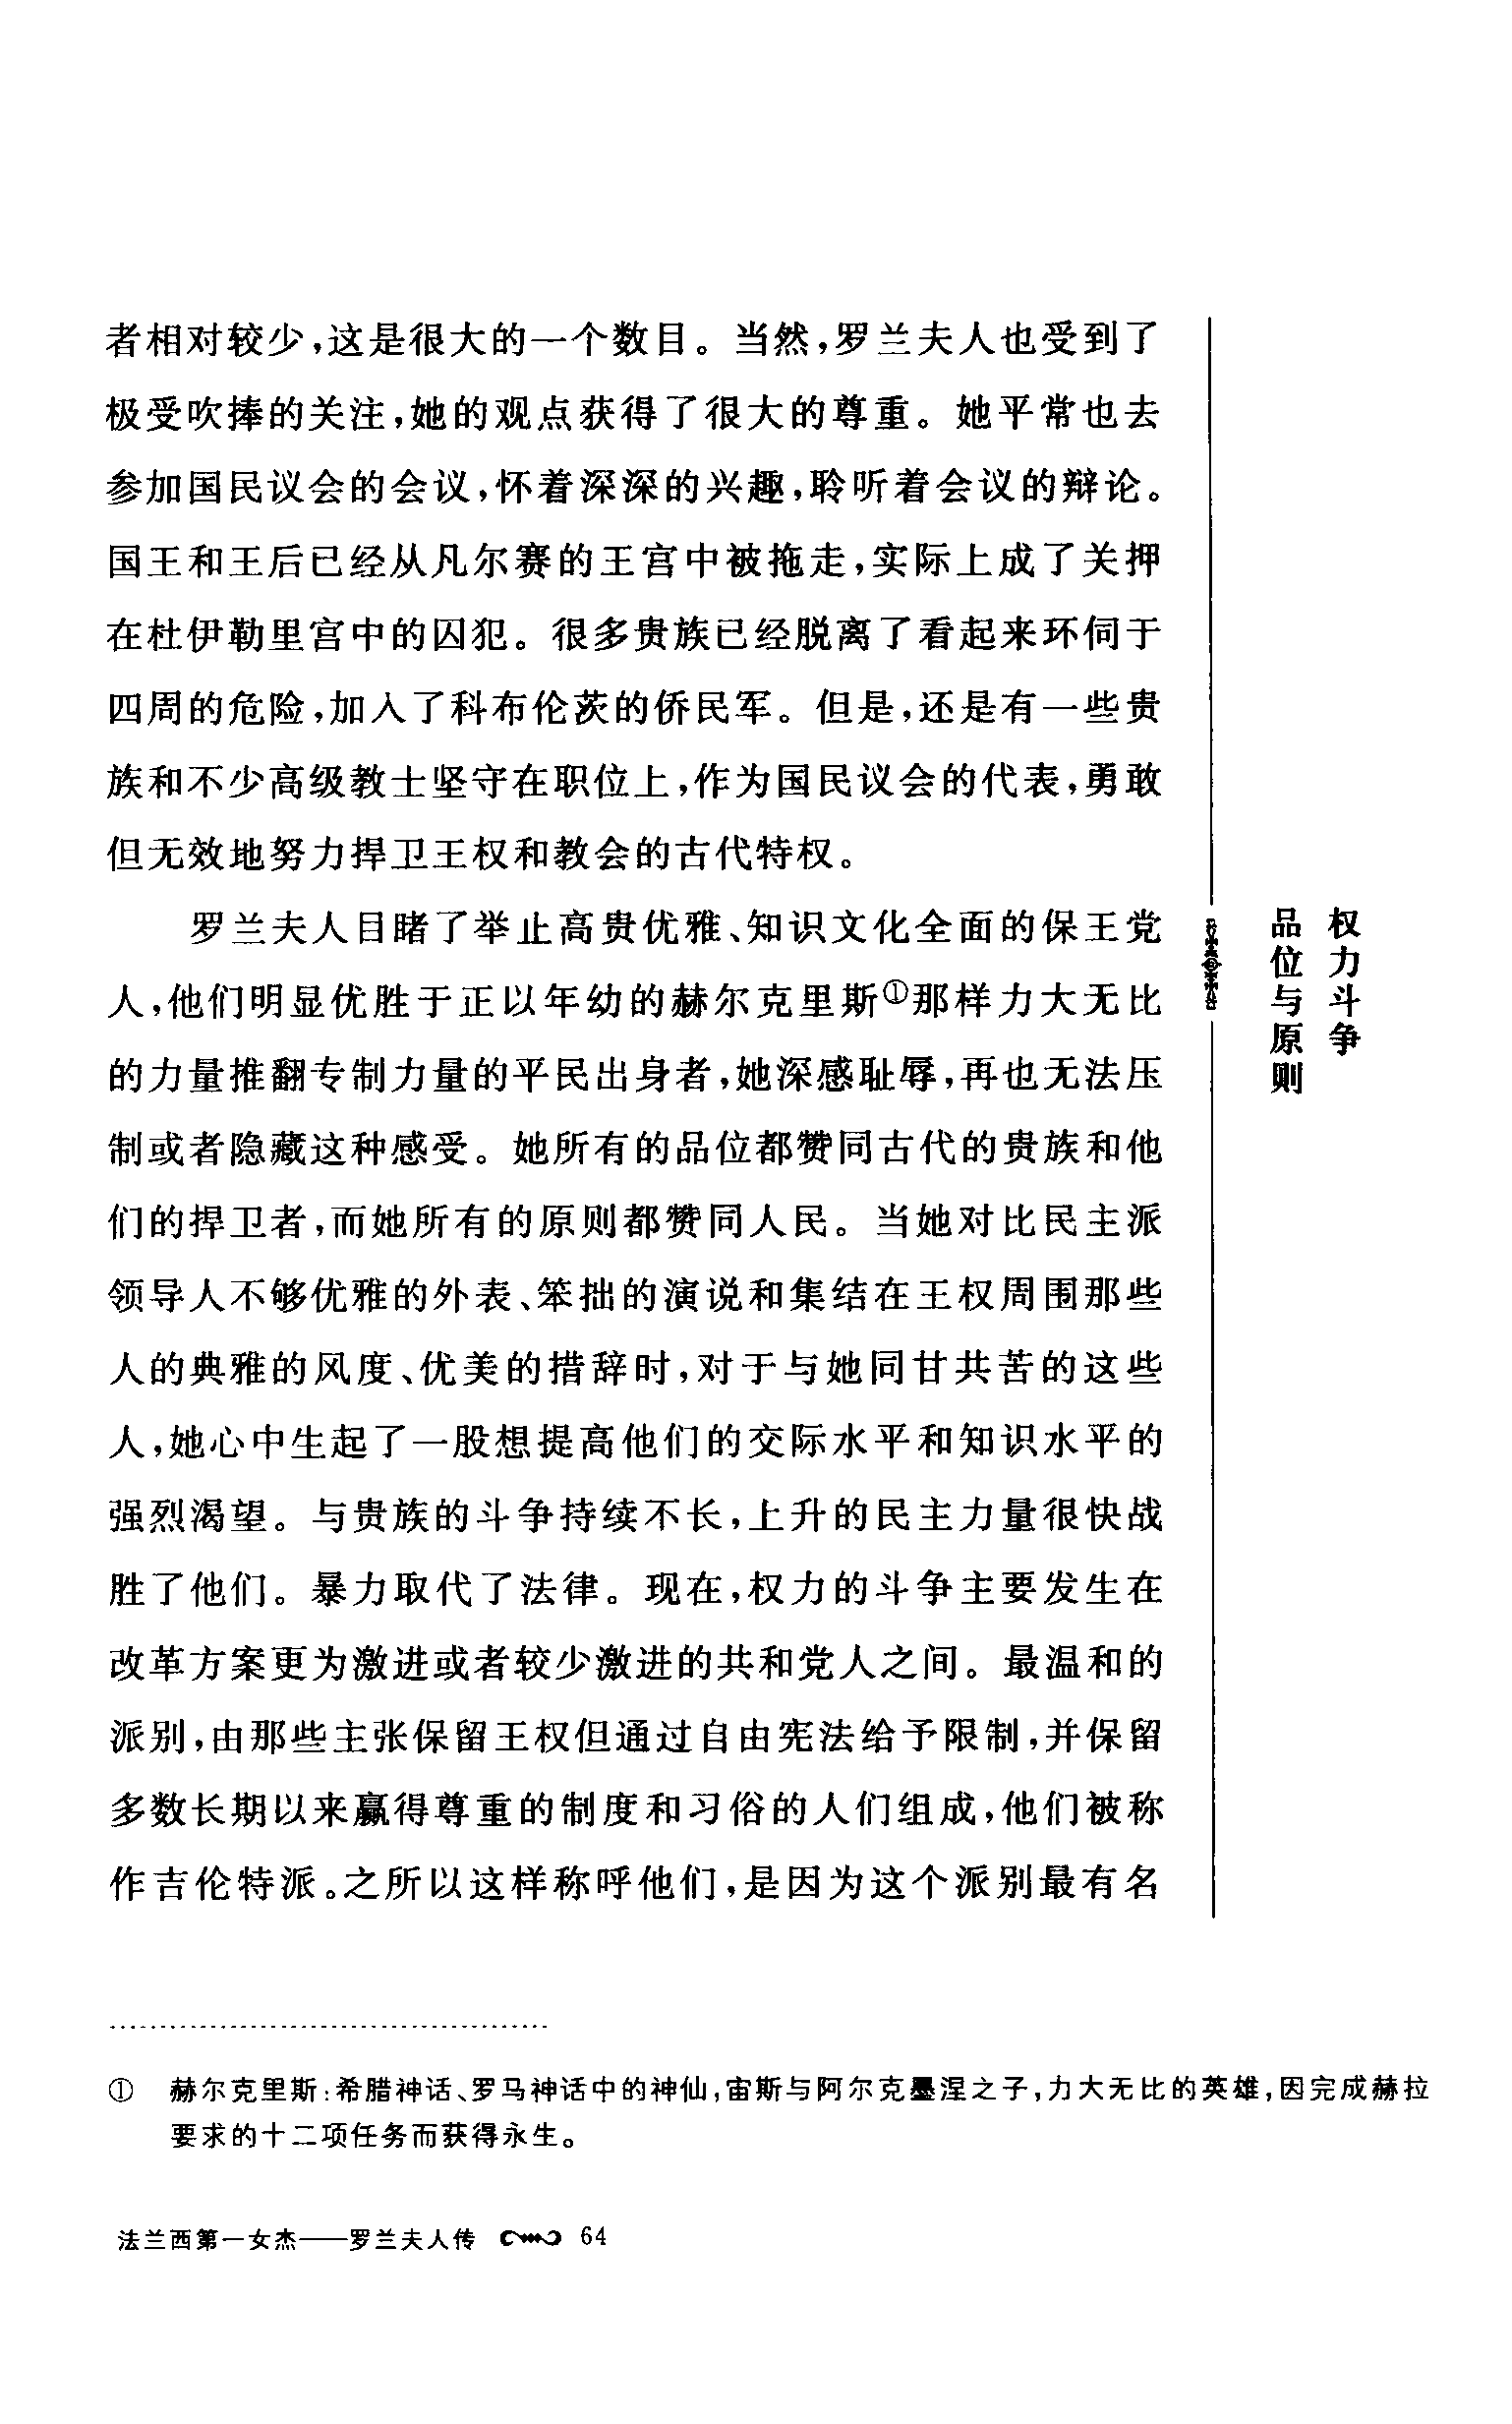 者相对较少,这是很大的一个数目。当然,罗兰夫人也受到了
极受吹捧的关注,她的观点获得了很大的尊重。她平常也去
参加国民议会的会议,怀着深深的兴趣,聆听着会议的辩论。
国王和王后已经从凡尔赛的王宫中被拖走,实际上成了关押
在杜伊勒里宫中的囚犯。很多贵族已经脱离了看起来环伺于
四周的危险,加入了科布伦茨的侨民军。但是,还是有一些贵
族和不少高级教士坚守在职位上,作为国民议会的代表,勇敢
但无效地努力捍卫王权和教会的古代特权。
罗兰夫人目睹了举止高贵优雅、知识文化全面的保王党
人,他们明显优胜于正以年幼的赫尔克里斯①那样力大无比
的力量推翻专制力量的平民出身者,她深感耻辱,再也无法压
制或者隐藏这种感受。她所有的品位都赞同古代的贵族和他
们的捍卫者,而她所有的原则都赞同人民。当她对比民主派
领导人不够优雅的外表、笨拙的演说和集结在王权周围那些
人的典雅的风度、优美的措辞时,对于与她同甘共苦的这些
人,她心中生起了一股想提高他们的交际水平和知识水平的
强烈渴望。与贵族的斗争持续不长,上升的民主力量很快战
胜了他们。暴力取代了法律。现在,权力的斗争主要发生在
改革方案更为激进或者较少激进的共和党人之间。最温和的
派别,由那些主张保留王权但通过自由宪法给予限制,并保留
多数长期以来赢得尊重的制度和习俗的人们组成,他们被称
作吉伦特派。之所以这样称呼他们,是因为这个派别最有名
权力斗争
品位与原则
① 赫尔克里斯:希腊神话、罗马神话中的神仙,宙斯与阿尔克墨涅之子,力大无比的英雄,因完成赫拉
要求的十二项任务而获得永生。
法兰西第一女杰——罗兰夫人传 64